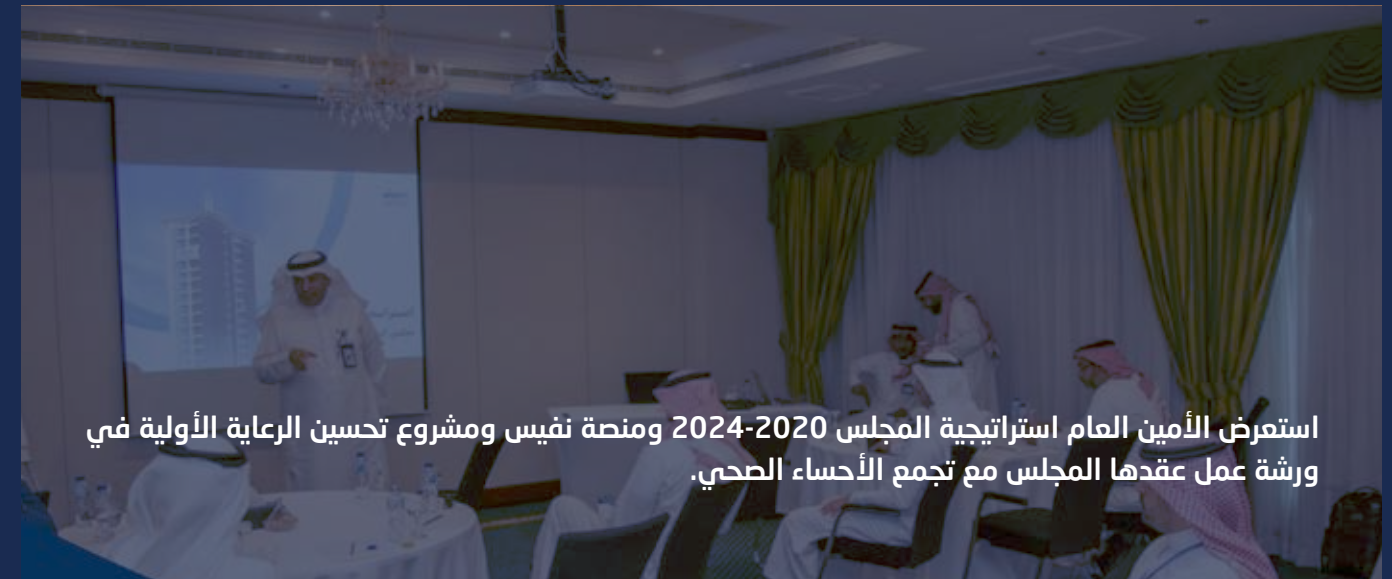 استعرض الأمين العام استراتيجية المجلس 2020-2024 ومنصة نفيس ومشروع تحسين الرعاية الأولية في
ورشة عمل عقدها المجلس مع تجمع الأحساء الصحي.